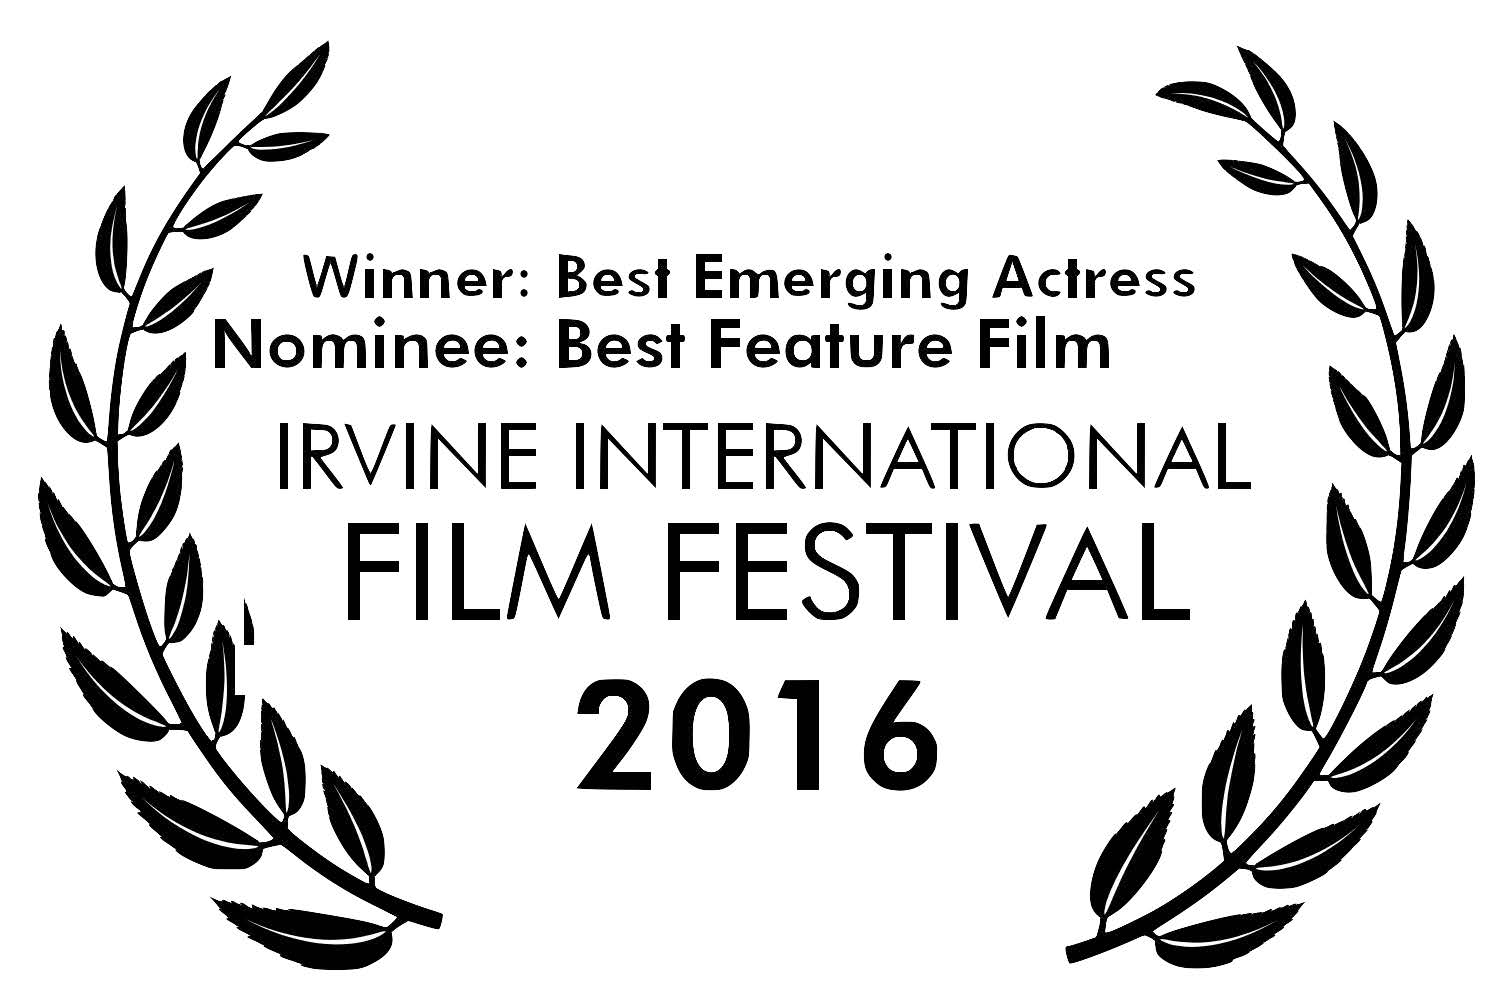 Winner: Best Emerging Actress
Nominee: Best Feature Film
IRVINE INTERNATIONAL
FILM FESTIVAL
2016